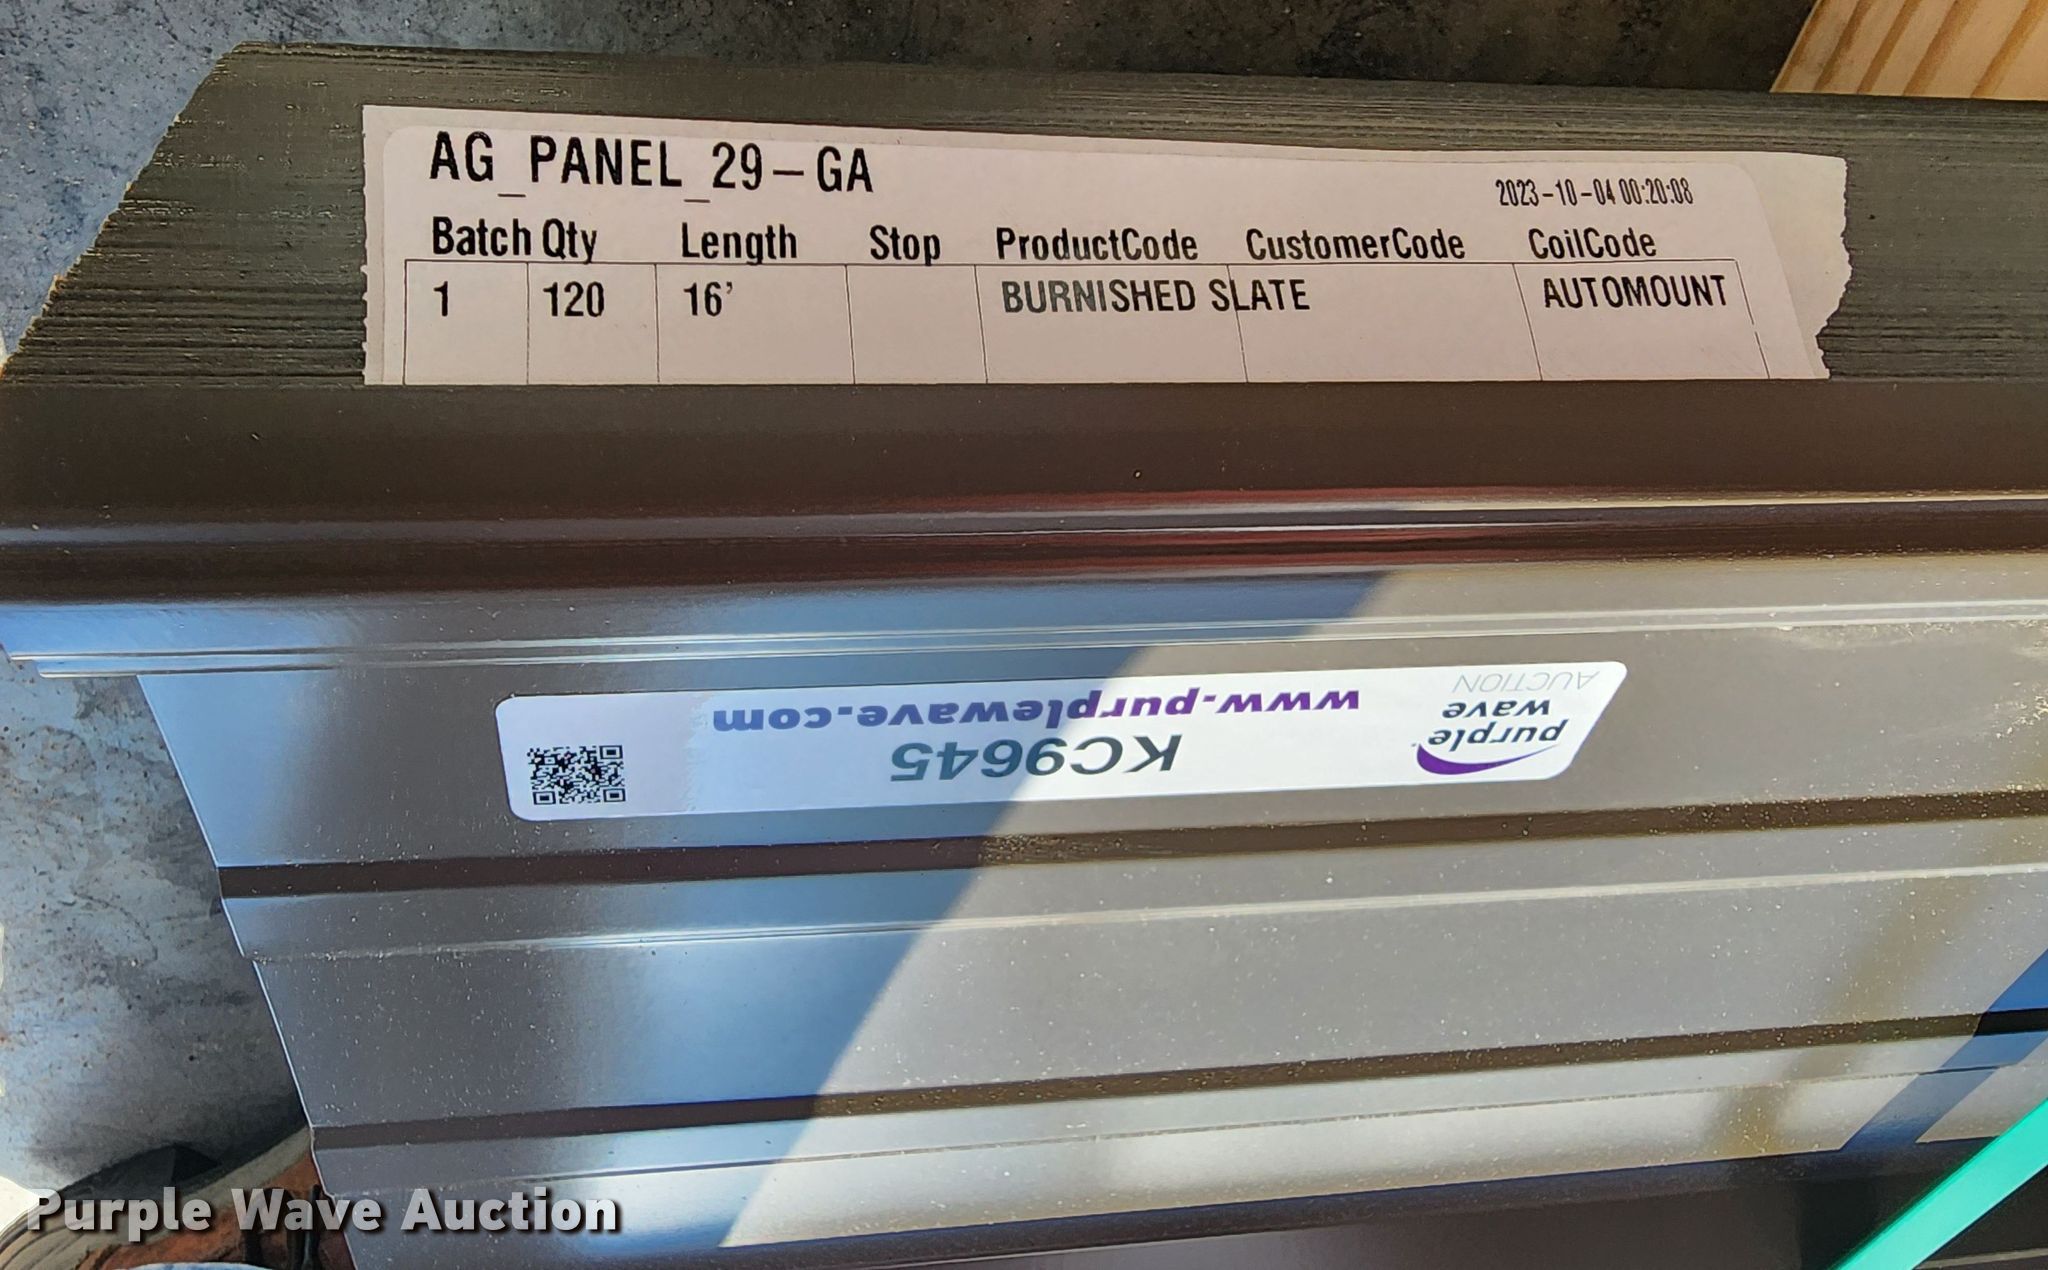 AG_PANEL_29-GA
2023-10-04 00:20:08
Batch Qty Length Stop ProductCode CustomerCode CoilCode
1 120 16' BURNISHED SLATE AUTOMOUNT
purple
wave
AUCTION
KC9645
www.purplewave.com
Purple Wave Auction